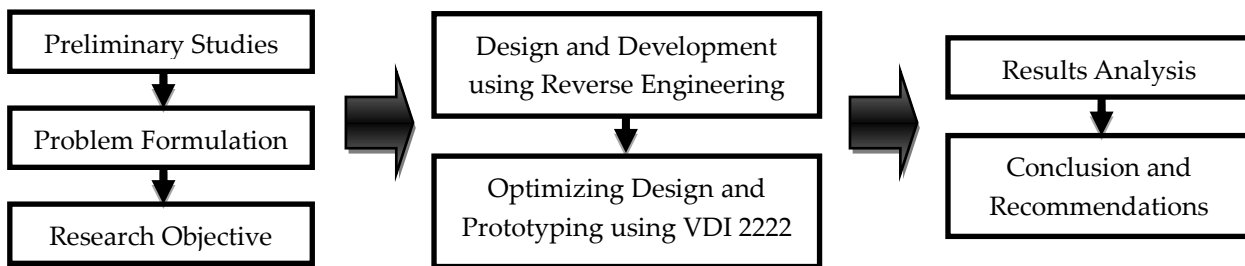 Preliminary Studies
Problem Formulation
Research Objective
Design and Development
using Reverse Engineering
Optimizing Design and
Prototyping using VDI 2222
Results Analysis
Conclusion and
Recommendations